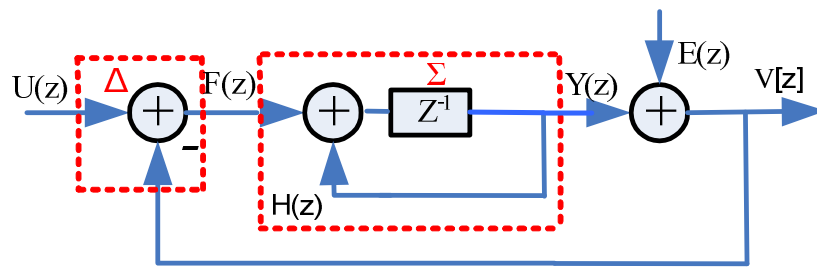 U(z)
Δ
+
-
F(z)
+
Σ
Z-1
H(z)
Y(z)
+
E(z)
V[z]